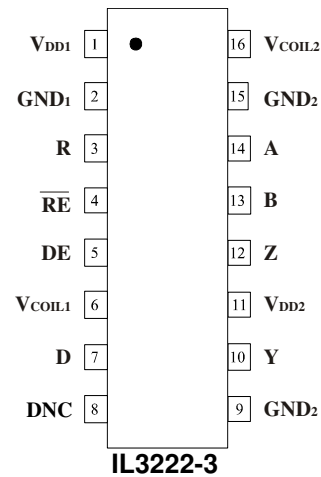 VDD1 1 16 VCOIL2
GND1 2 15 GND2
R 3 14 A
RE 4 13 B
DE 5 12 Z
VCOIL1 6 11 VDD2
D 7 10 Y
DNC 8 9 GND2
IL3222-3